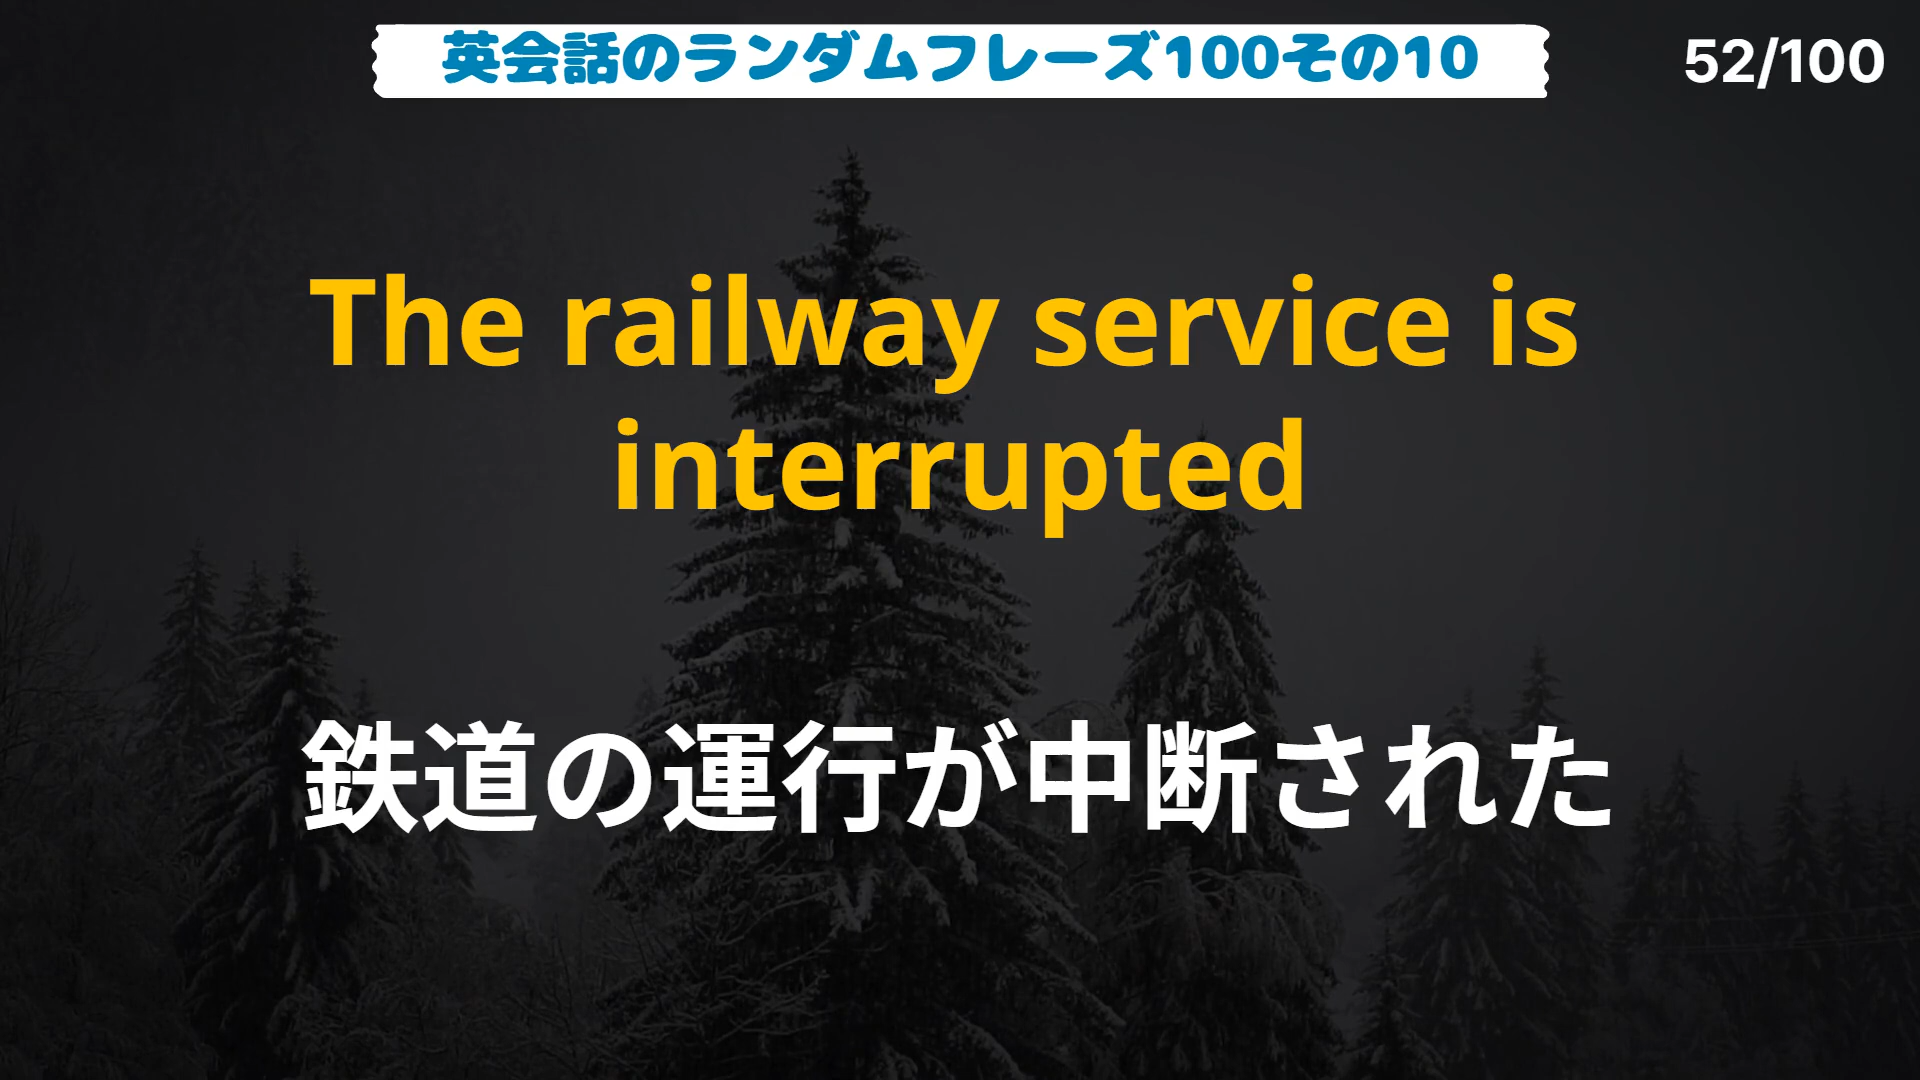 英会話のランダムフレーズ100その10
52/100
The railway service is
interrupted
鉄道の運行が中断された